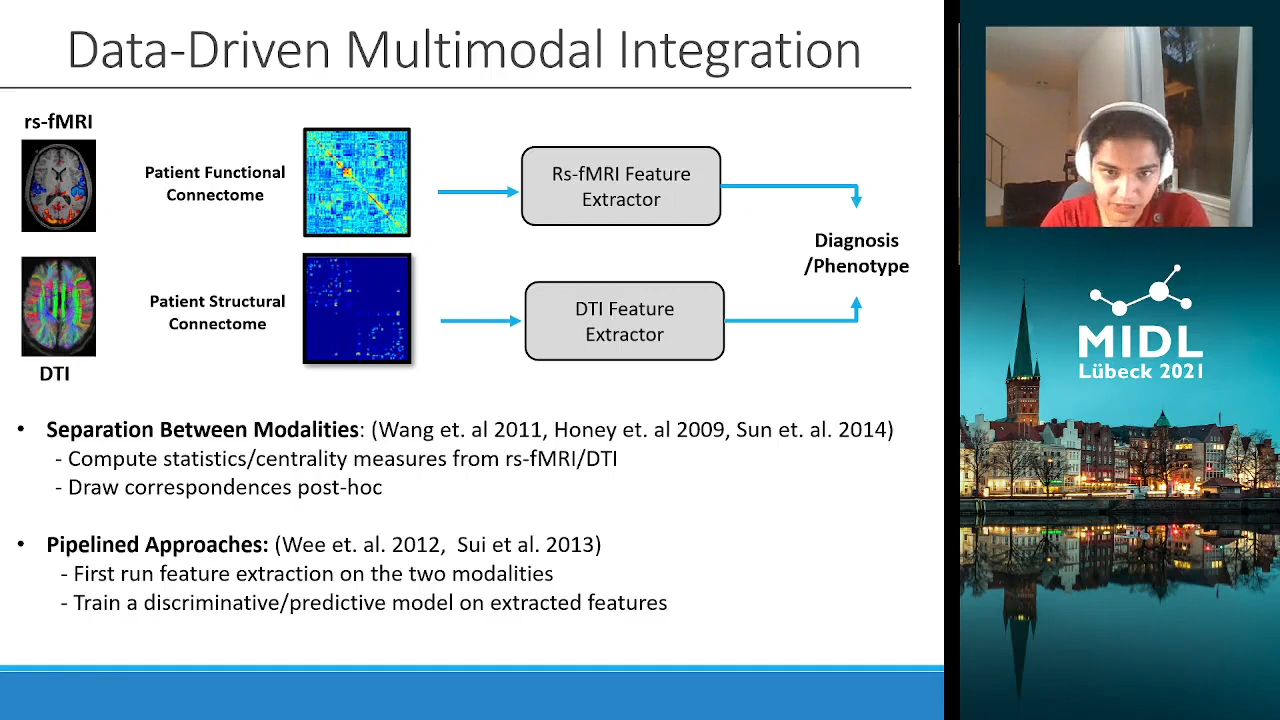 Data-Driven Multimodal Integration
rs-fMRI
Patient Functional
Connectome
Rs-fMRI Feature
Extractor
Diagnosis
/Phenotype
Patient Structural
Connectome
DTI Feature
Extractor
DTI
• Separation Between Modalities: (Wang et. al 2011, Honey et. al 2009, Sun et. al. 2014)
- Compute statistics/centrality measures from rs-fMRI/DTI
- Draw correspondences post-hoc
• Pipelined Approaches: (Wee et. al. 2012, Sui et al. 2013)
- First run feature extraction on the two modalities
- Train a discriminative/predictive model on extracted features
MIDL
Lübeck 2021